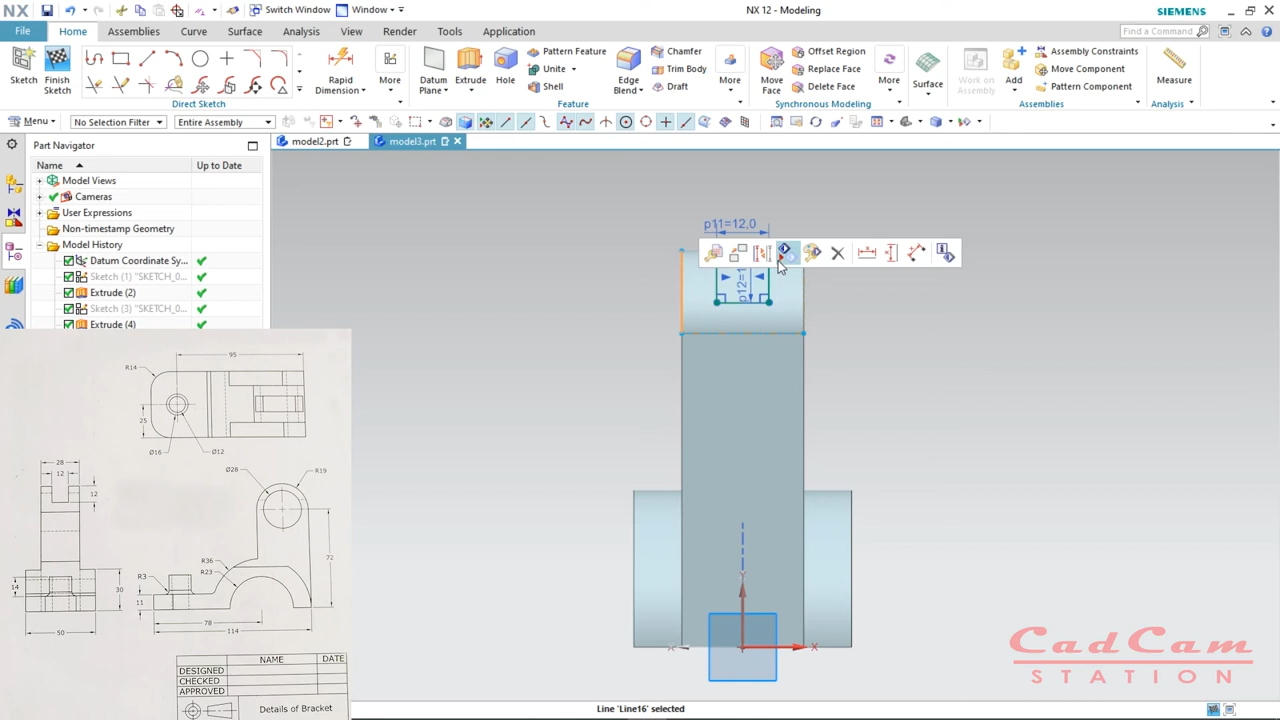 NX
Switch Window
Window
NX 12 - Modeling
SIEMENS
File
Home
Assemblies
Curve
Surface
Analysis
View
Render
Tools
Application
Find a Command
Sketch
Finish
Sketch
Rapid
Dimension
More
Direct Sketch
Datum
Plane
Extrude
Hole
Pattern Feature
Unite
Shell
Edge
Blend
Chamfer
Trim Body
Draft
More
Feature
Move
Face
Offset Region
Replace Face
Delete Face
More
Synchronous Modeling
Surface
Work on
Assembly
Add
Assembly Constraints
Move Component
Pattern Component
Assemblies
Measure
Analysis
Menu
No Selection Filter
Entire Assembly
Part Navigator
model2.prt
model3.prt
Name
Up to Date
Model Views
Cameras
User Expressions
Non-timestamp Geometry
Model History
Datum Coordinate Sy...
Sketch (1) "SKETCH_0...
Extrude (2)
Sketch (3) "SKETCH_0...
Extrude (4)
p11=12,0
p12=1
Y
X
95
R14
25
Ø16
Ø12
28
12
12
14
30
50
Ø28
R19
R36
R23
R3
11
72
78
114
NAME
DATE
DESIGNED
CHECKED
APPROVED
Details of Bracket
CadCam
STATION
Line 'Line16' selected